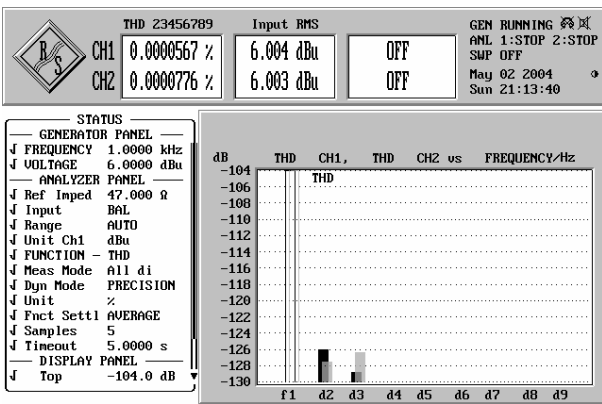 THD 23456789 Input RMS
R&S
CH1 0.0000567 % 6.004 dBu OFF
CH2 0.0000776 % 6.003 dBu OFF
GEN RUNNING
ANL 1:STOP 2:STOP
SWP OFF
May 02 2004
Sun 21:13:40
STATUS
GENERATOR PANEL
√ FREQUENCY 1.0000 kHz
√ VOLTAGE 6.0000 dBu
ANALYZER PANEL
√ Ref Imped 47.000 Ω
√ Input BAL
√ Range AUTO
√ Unit Ch1 dBu
√ FUNCTION - THD
√ Meas Mode All di
√ Dyn Mode PRECISION
√ Unit %
√ Fnct Settl AVERAGE
√ Samples 5
√ Timeout 5.0000 s
DISPLAY PANEL
√ Top -104.0 dB
dB THD CH1, THD CH2 vs FREQUENCY/Hz
THD
-104
-106
-108
-110
-112
-114
-116
-118
-120
-122
-124
-126
-128
-130
f1 d2 d3 d4 d5 d6 d7 d8 d9